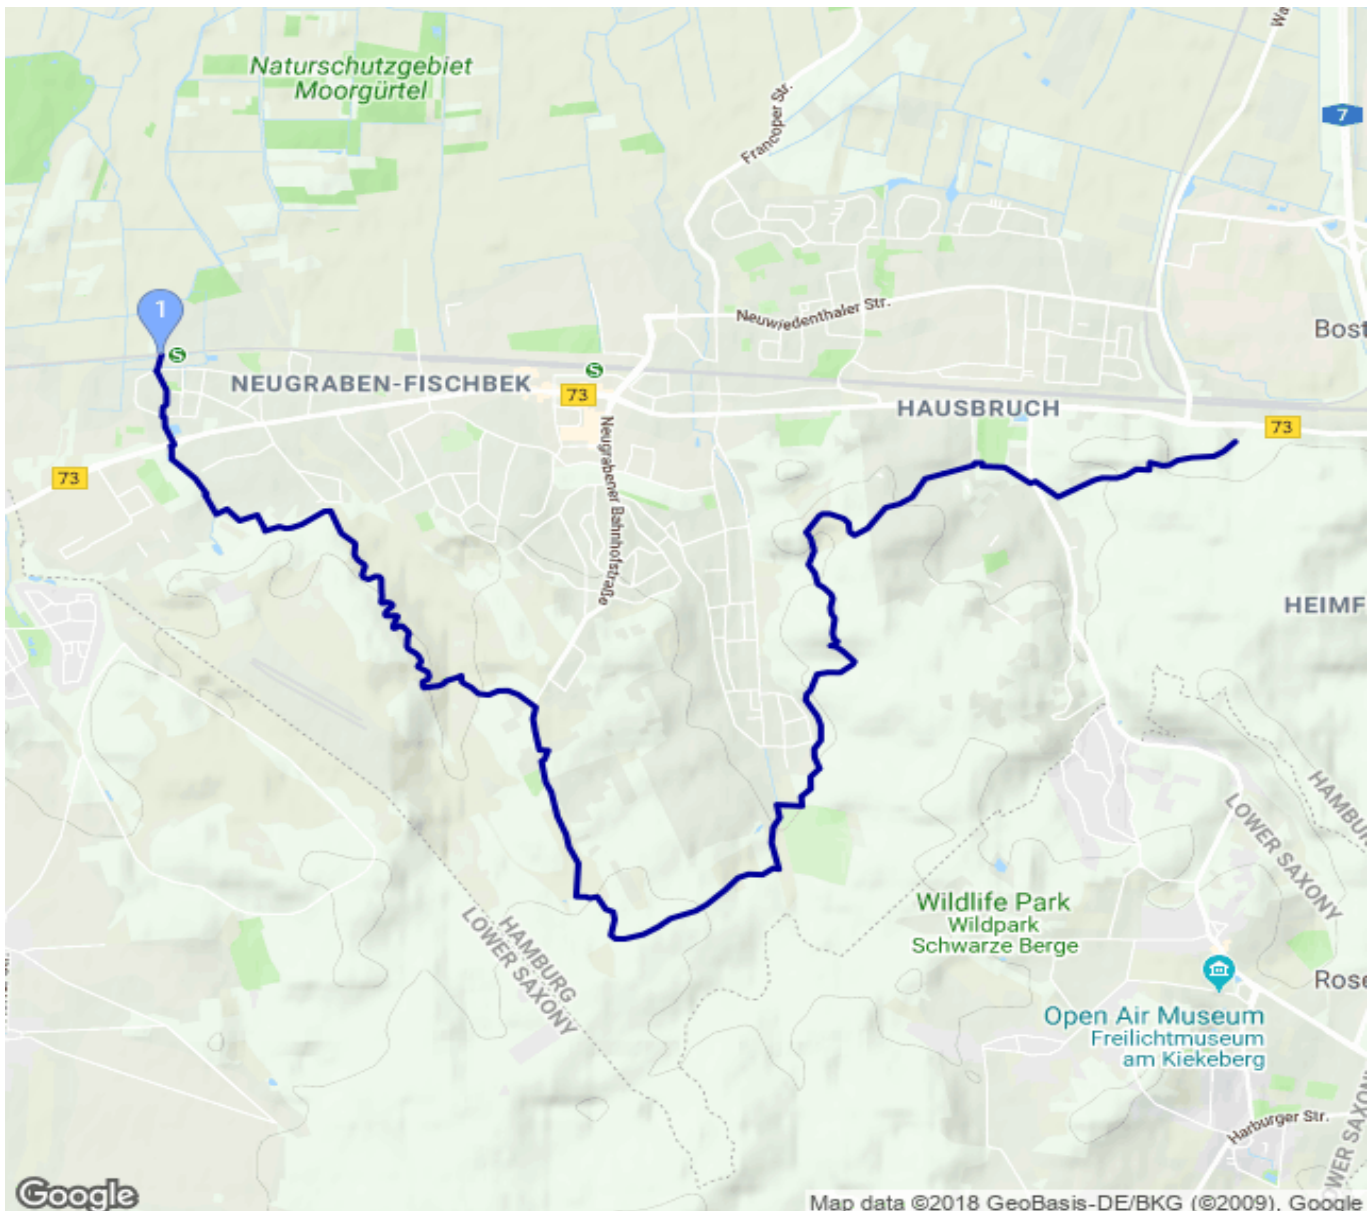 Naturschutzgebiet
Moorgürtel
Francoper Str.
7
1
S
NEUGRABEN-FISCHBEK
Neuwiedenthaler Str.
Bost
S
73
HAUSBRUCH
73
73
Neugrabener Bahnhofstraße
HEIMF
HAMBURG
LOWER SAXONY
HAMBURG
LOWER SAXONY
Wildlife Park
Wildpark
Schwarze Berge
Rose
Open Air Museum
Freilichtmuseum
am Kiekeberg
Harburger Str.
OWER SAXON
Google
Map data ©2018 GeoBasis-DE/BKG (©2009), Google